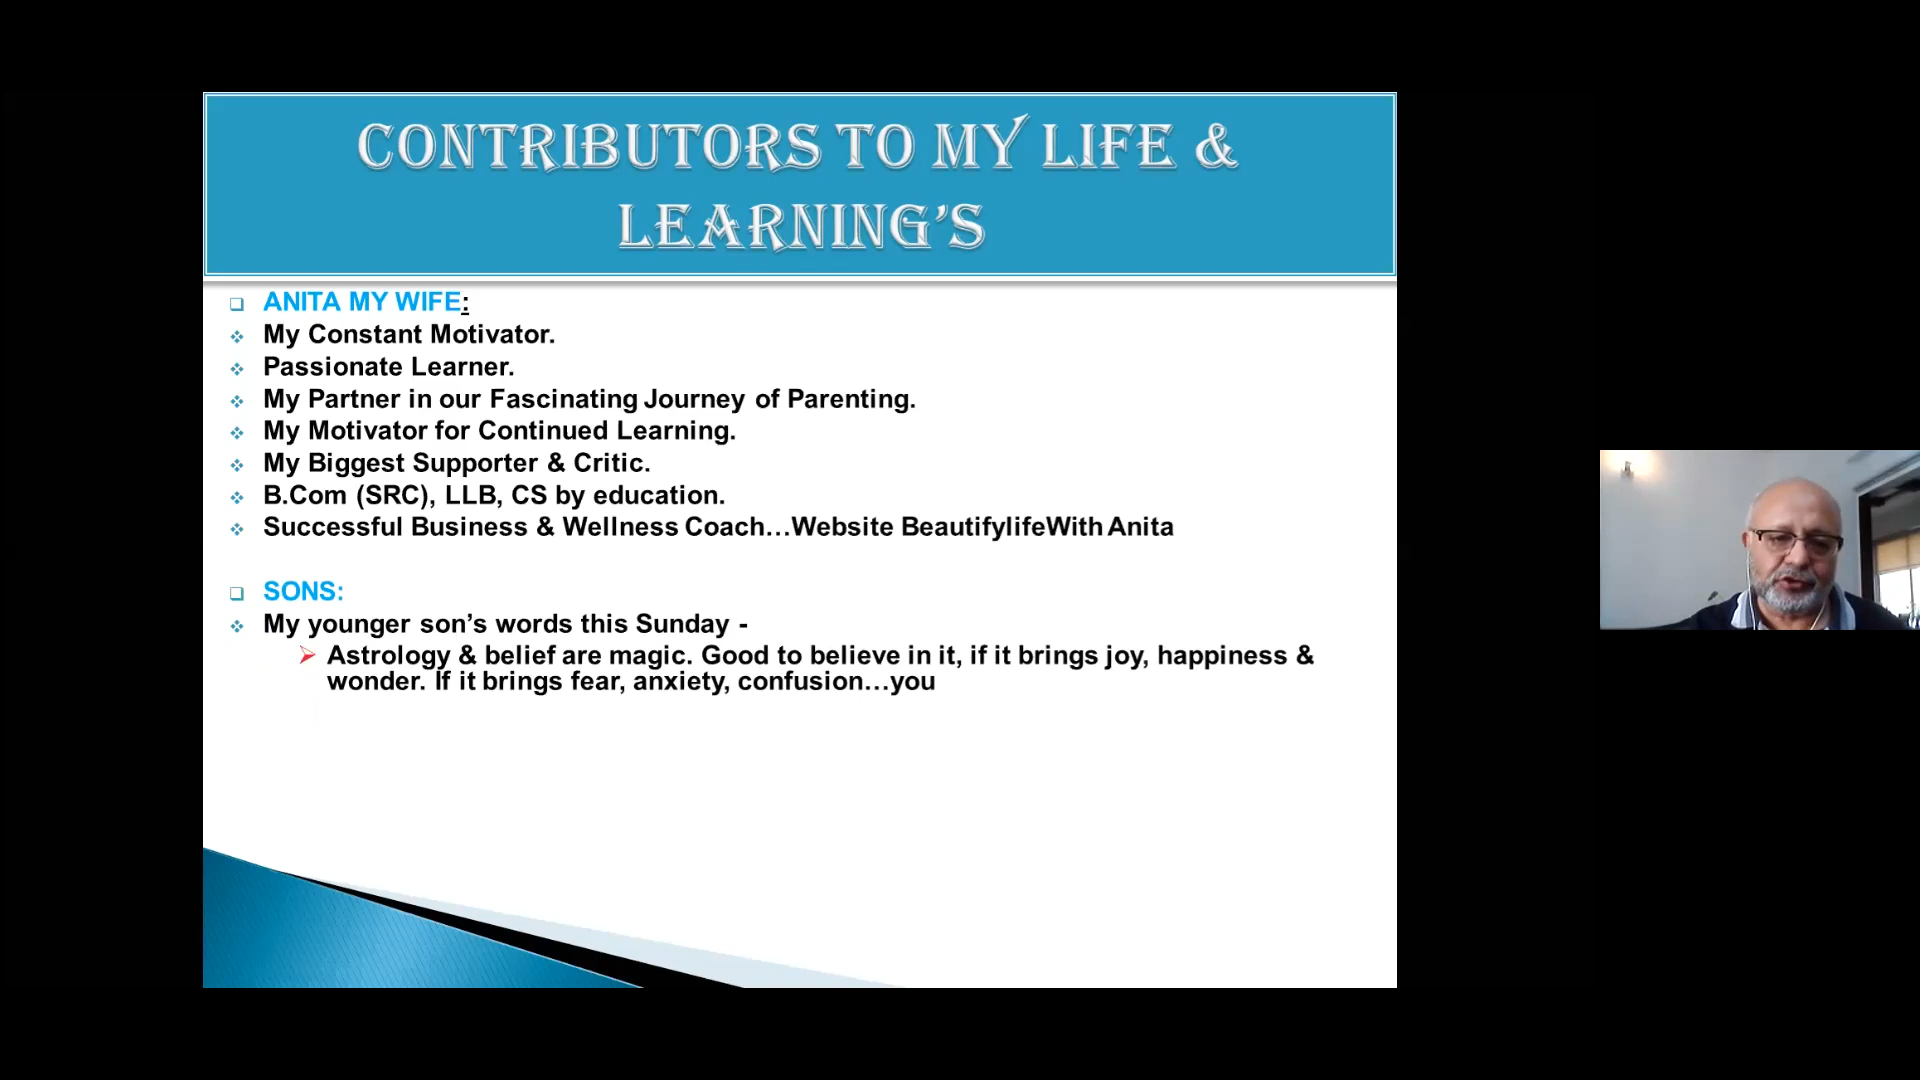 CONTRIBUTORS TO MY LIFE &
LEARNING'S
ANITA MY WIFE:
My Constant Motivator.
Passionate Learner.
My Partner in our Fascinating Journey of Parenting.
My Motivator for Continued Learning.
My Biggest Supporter & Critic.
B.Com (SRC), LLB, CS by education.
Successful Business & Wellness Coach...Website BeautifylifeWith Anita
SONS:
My younger son's words this Sunday -
Astrology & belief are magic. Good to believe in it, if it brings joy, happiness &
wonder. If it brings fear, anxiety, confusion...you